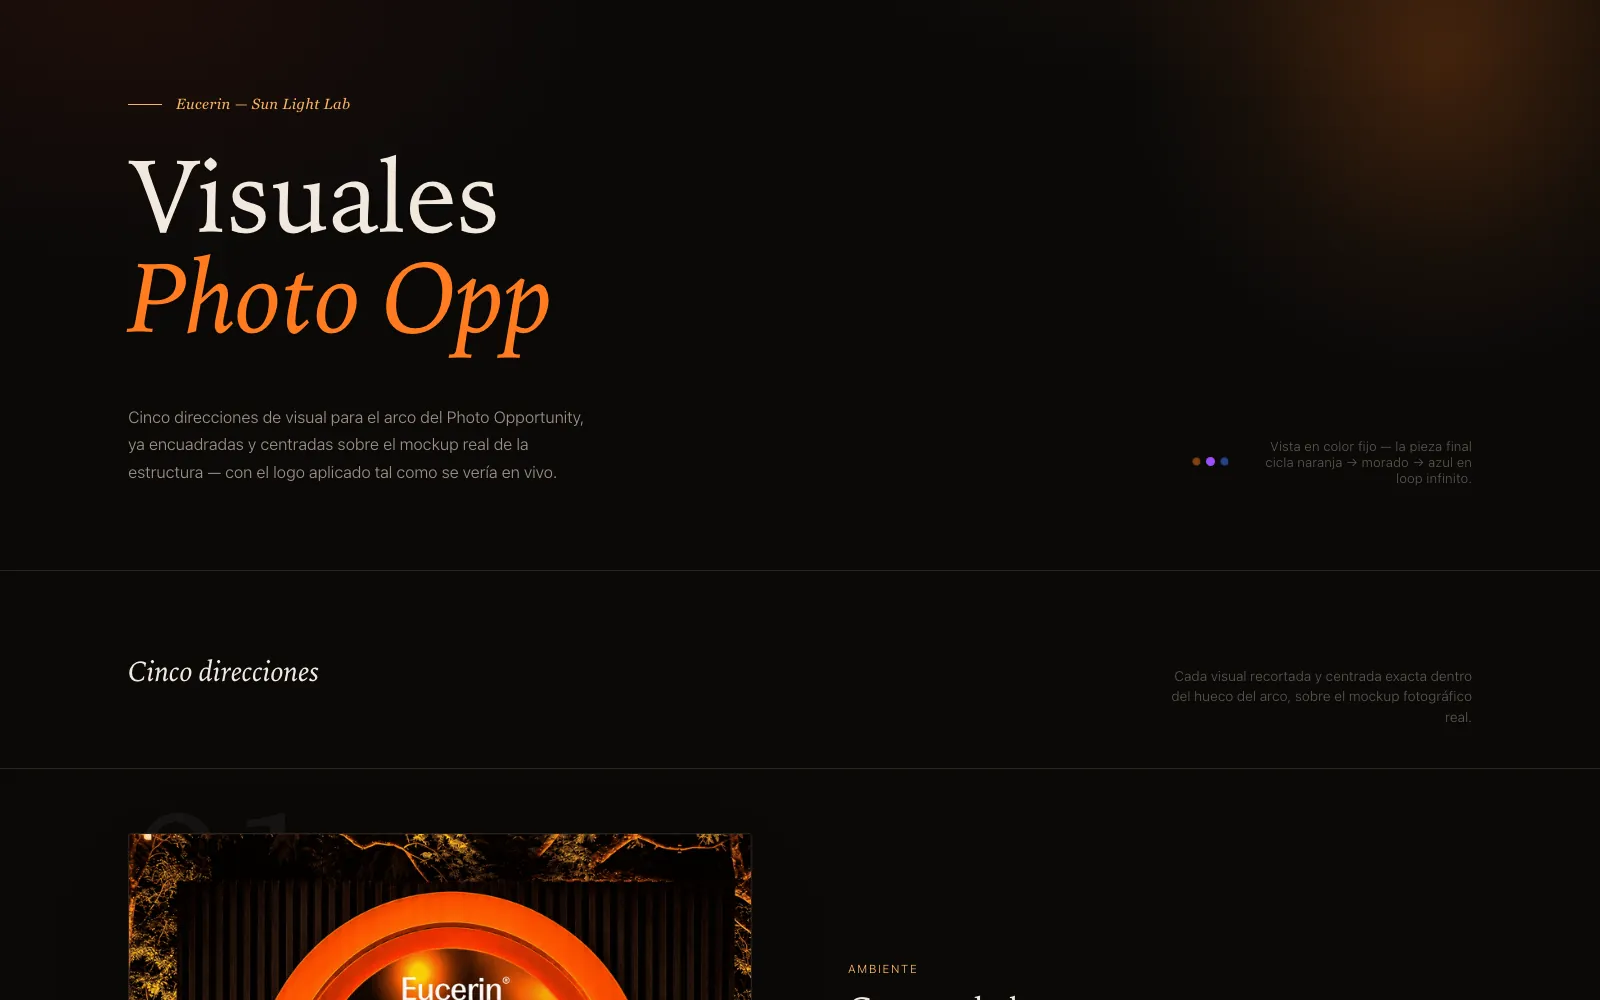 Eucerin — Sun Light Lab
Visuales
Photo Opp
Cinco direcciones de visual para el arco del Photo Opportunity,
ya encuadradas y centradas sobre el mockup real de la
estructura — con el logo aplicado tal como se vería en vivo.
Vista en color fijo — la pieza final
cicla naranja → morado → azul en
loop infinito.
Cinco direcciones
Cada visual recortada y centrada exacta dentro
del hueco del arco, sobre el mockup fotográfico
real.
Eucerin®
AMBIENTE